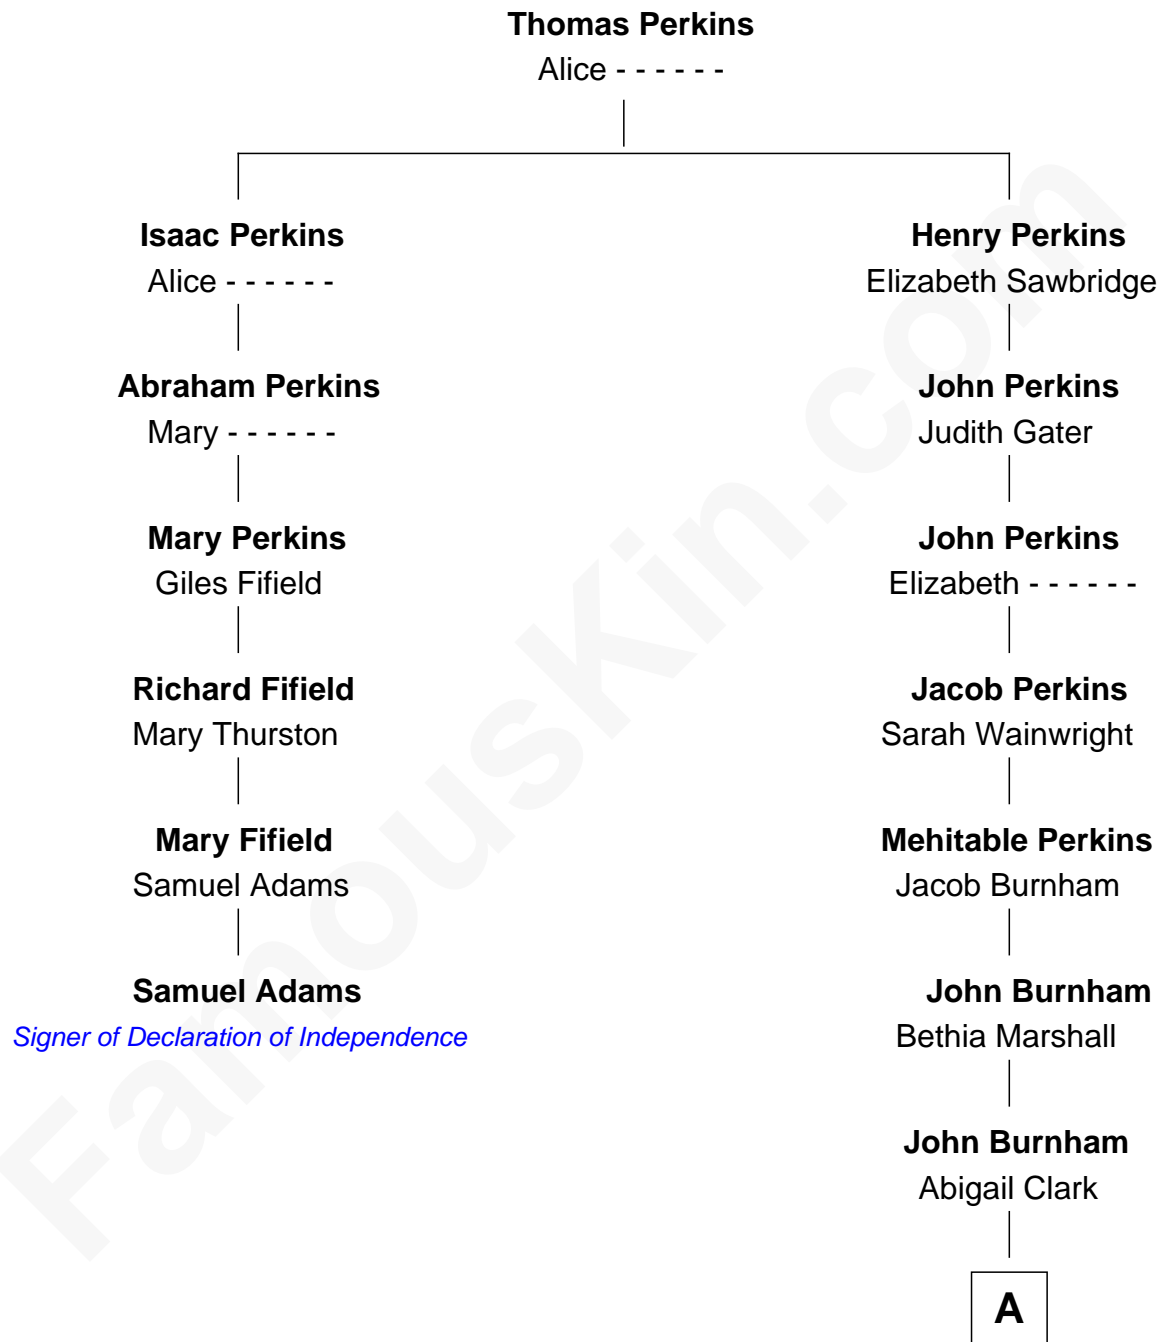 Thomas Perkins
Alice - - - - - -
Isaac Perkins
Alice - - - - - -
Abraham Perkins
Mary - - - - - -
Mary Perkins
Giles Fifield
Richard Fifield
Mary Thurston
Mary Fifield
Samuel Adams
Samuel Adams
Signer of Declaration of Independence
Henry Perkins
Elizabeth Sawbridge
John Perkins
Judith Gater
John Perkins
Elizabeth - - - - - -
Jacob Perkins
Sarah Wainwright
Mehitable Perkins
Jacob Burnham
John Burnham
Bethia Marshall
John Burnham
Abigail Clark
A
FamousKin.com